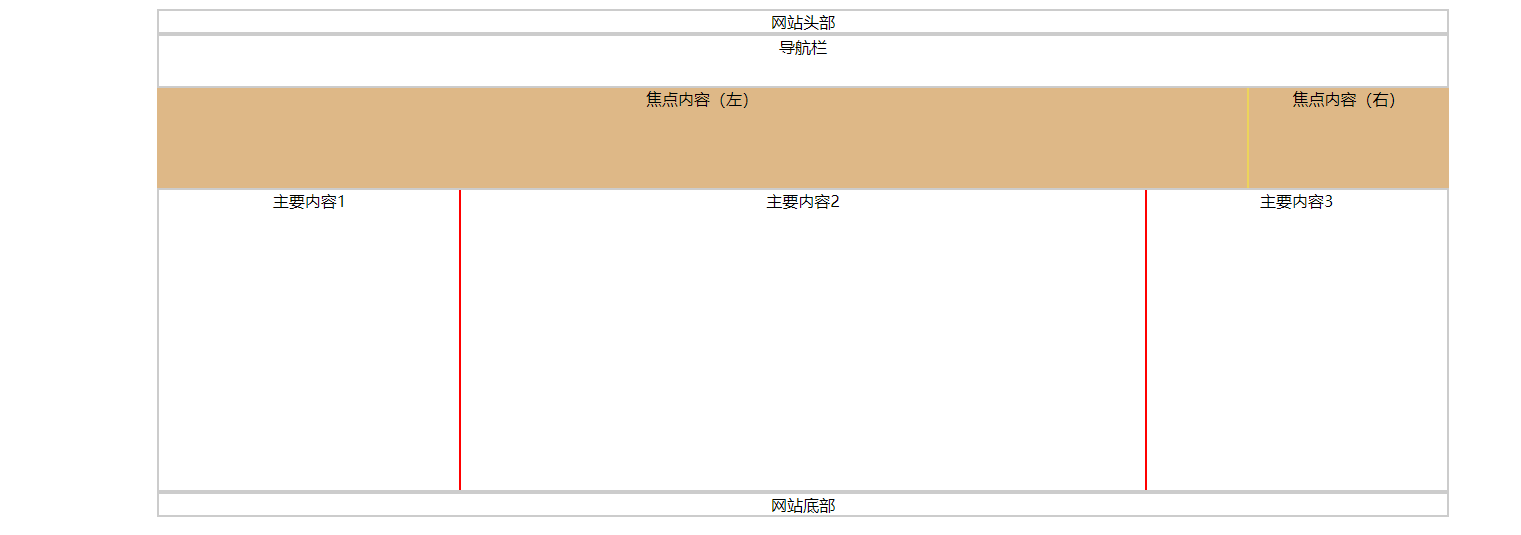 网站头部
导航栏
焦点内容（左）
焦点内容（右）
主要内容1
主要内容2
主要内容3
网站底部